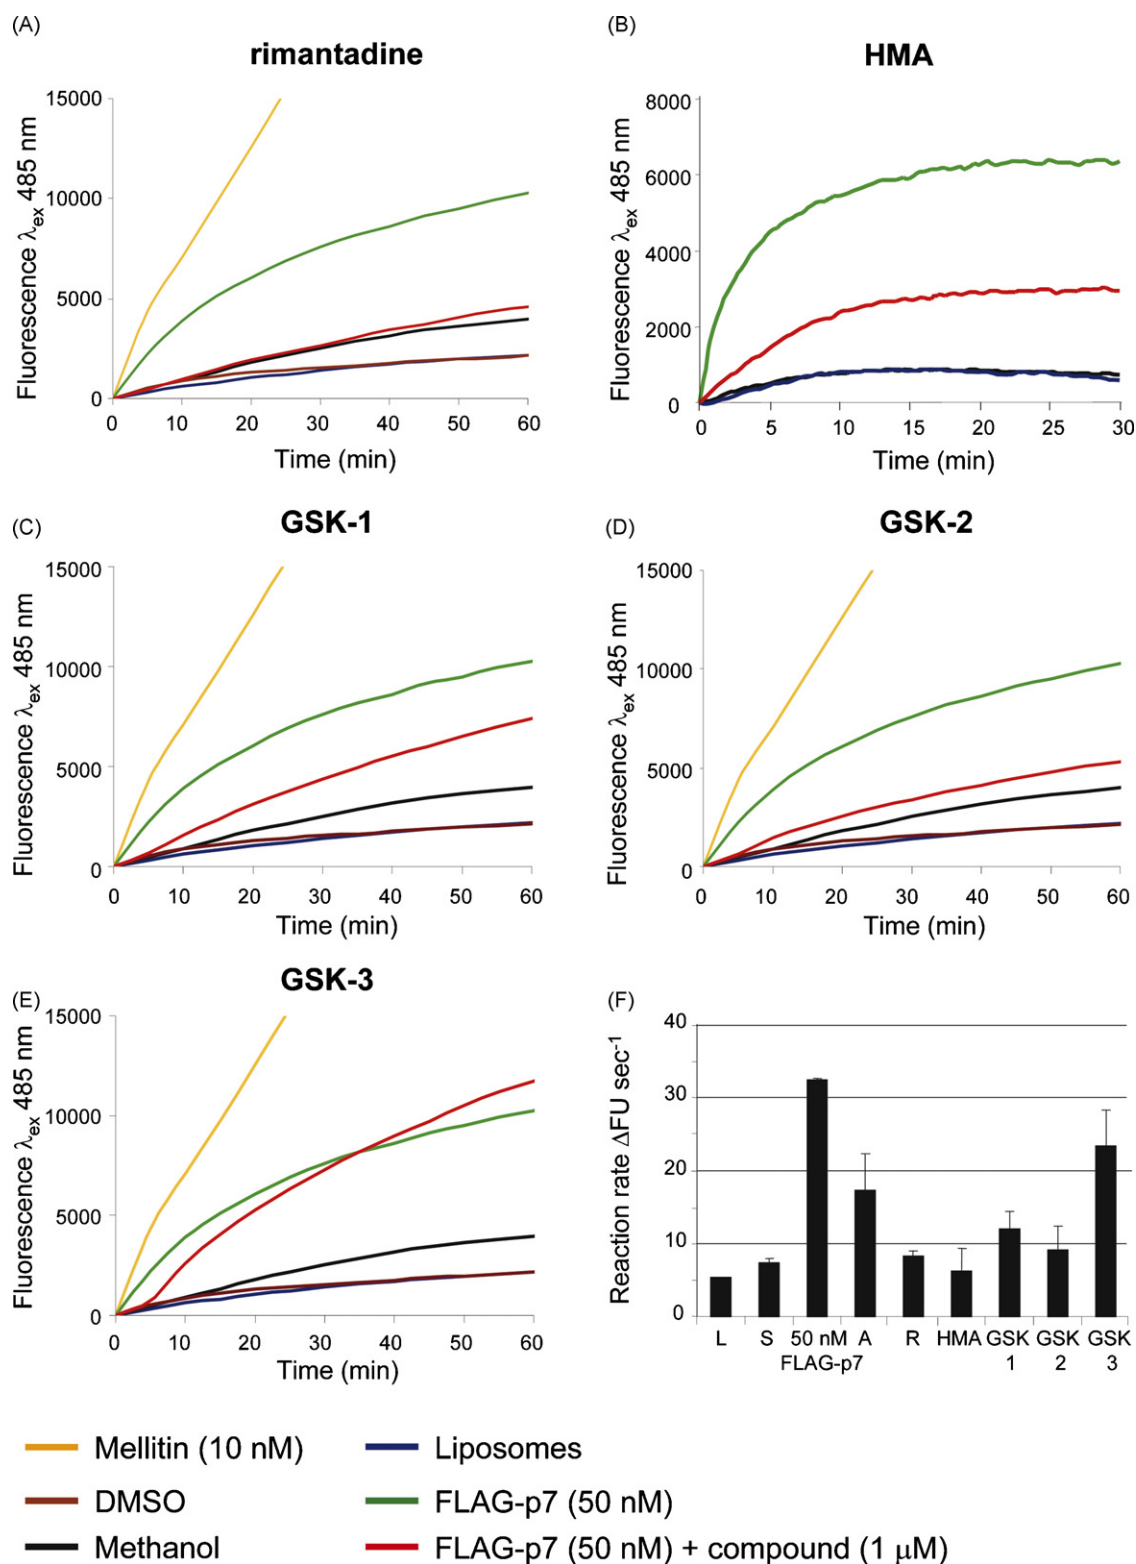 (A)
rimantadine
15000
10000
5000
0
Fluorescence λex 485 nm
0 10 20 30 40 50 60
Time (min)
(B)
HMA
8000
6000
4000
2000
0
Fluorescence λex 485 nm
0 5 10 15 20 25 30
Time (min)
(C)
GSK-1
15000
10000
5000
0
Fluorescence λex 485 nm
0 10 20 30 40 50 60
Time (min)
(D)
GSK-2
15000
10000
5000
0
Fluorescence λex 485 nm
0 10 20 30 40 50 60
Time (min)
(E)
GSK-3
15000
10000
5000
0
Fluorescence λex 485 nm
0 10 20 30 40 50 60
Time (min)
(F)
40
30
20
10
0
Reaction rate ΔFU sec-1
L S 50 nM A R HMA GSK GSK GSK
FLAG-p7 1 2 3
Mellitin (10 nM)
DMSO
Methanol
Liposomes
FLAG-p7 (50 nM)
FLAG-p7 (50 nM) + compound (1 μM)